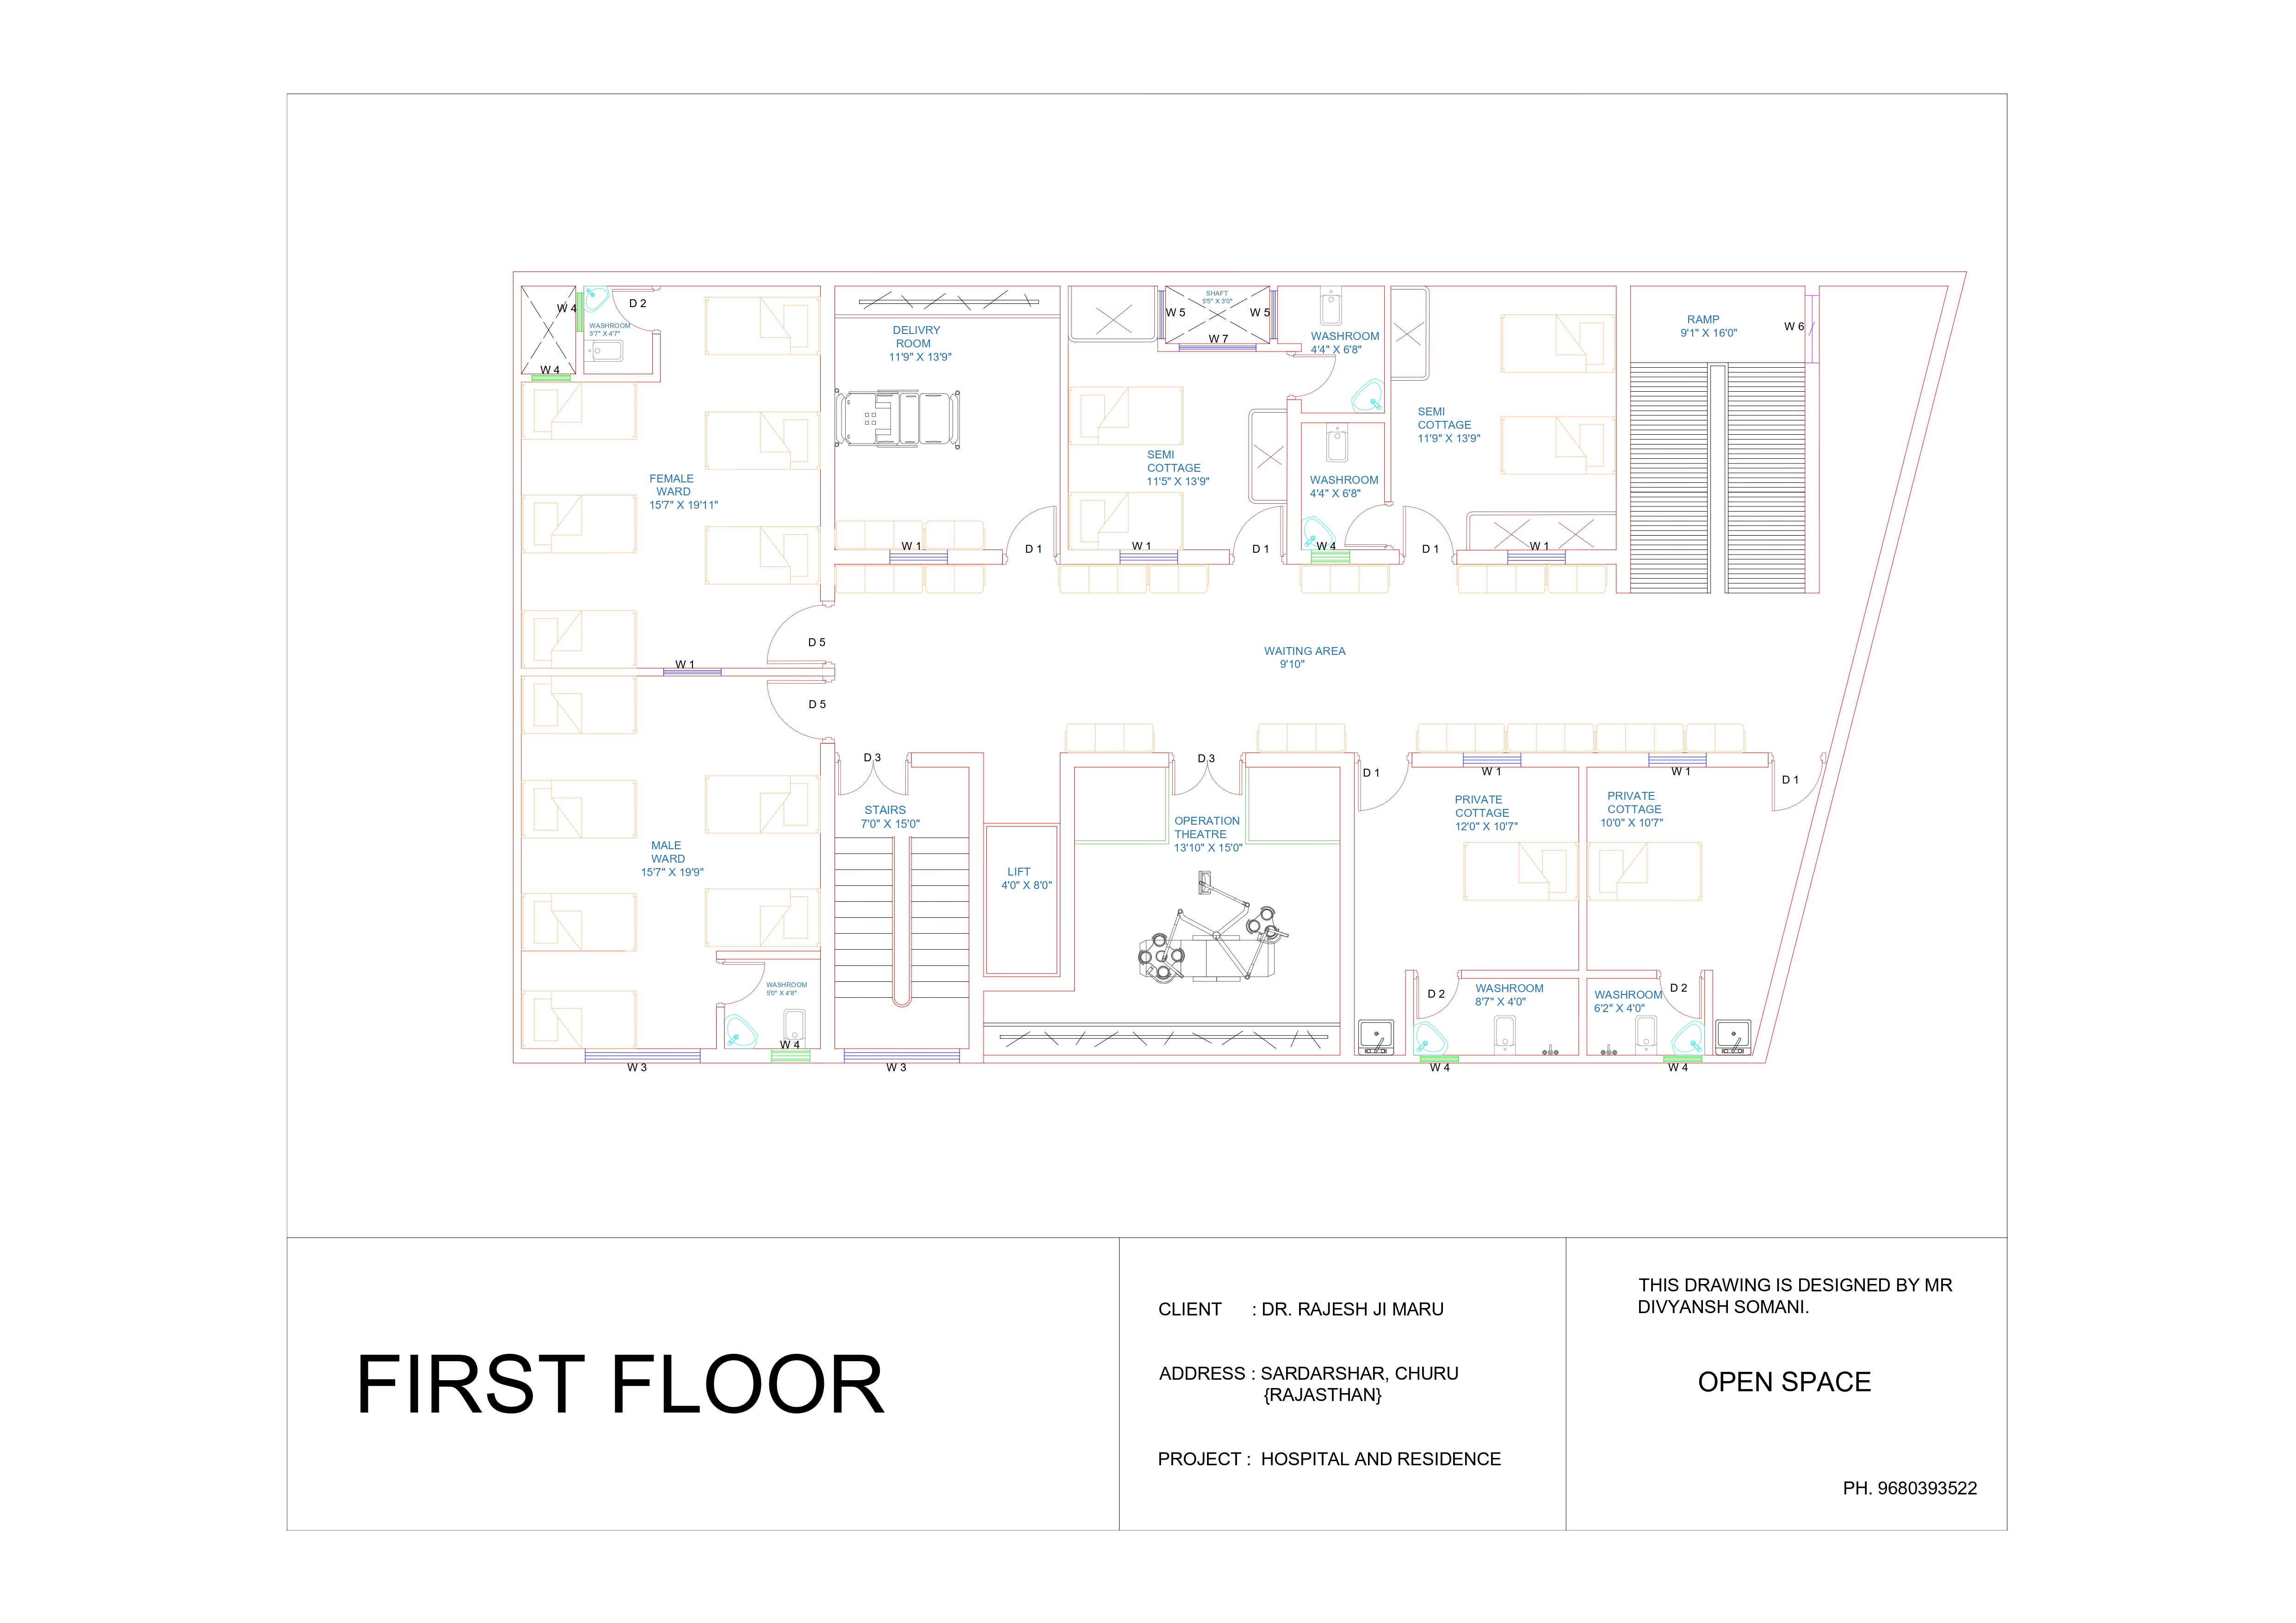 W 4
D 2
WASHROOM
3'7" X 4'7"
W 4
FEMALE
WARD
15'7" X 19'11"
D 5
W 1
DELIVRY
ROOM
11'9" X 13'9"
W 1
D 1
SHAFT
5'5" X 3'0"
W 5
W 5
W 7
SEMI
COTTAGE
11'5" X 13'9"
W 1
D 1
WASHROOM
4'4" X 6'8"
WASHROOM
4'4" X 6'8"
W 4
SEMI
COTTAGE
11'9" X 13'9"
D 1
W 1
RAMP
9'1" X 16'0"
W 6
WAITING AREA
9'10"
D 5
MALE
WARD
15'7" X 19'9"
WASHROOM
5'0" X 4'8"
W 4
W 3
D 3
STAIRS
7'0" X 15'0"
W 3
LIFT
4'0" X 8'0"
D 3
OPERATION
THEATRE
13'10" X 15'0"
D 1
W 1
PRIVATE
COTTAGE
12'0" X 10'7"
D 2
WASHROOM
8'7" X 4'0"
W 4
W 1
D 1
PRIVATE
COTTAGE
10'0" X 10'7"
D 2
WASHROOM
6'2" X 4'0"
W 4
FIRST FLOOR
CLIENT : DR. RAJESH JI MARU
ADDRESS : SARDARSHAR, CHURU
{RAJASTHAN}
PROJECT : HOSPITAL AND RESIDENCE
THIS DRAWING IS DESIGNED BY MR
DIVYANSH SOMANI.
OPEN SPACE
PH. 9680393522